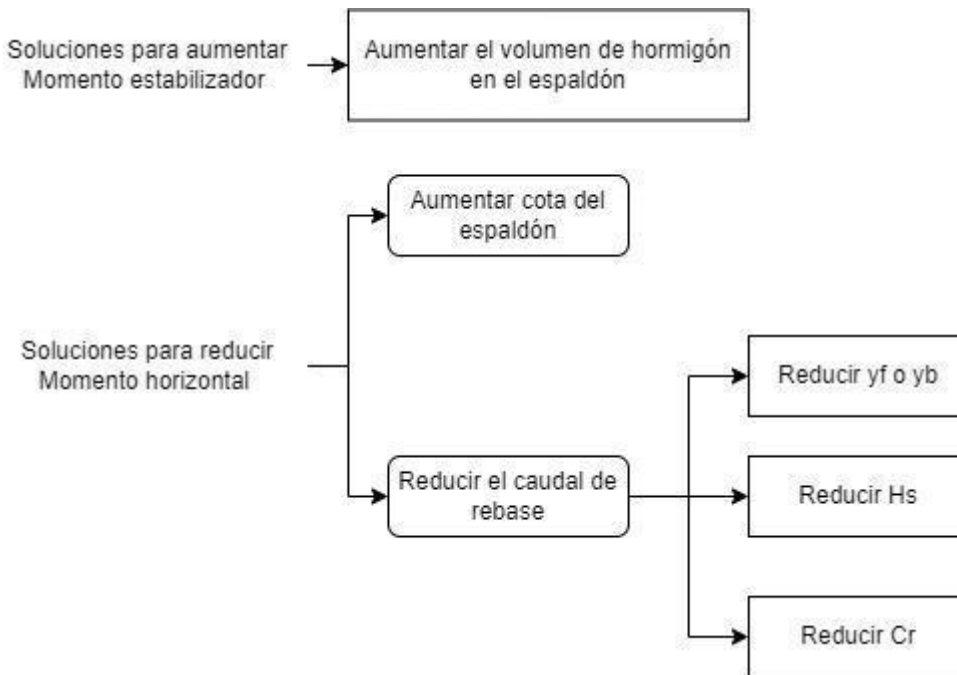 Soluciones para aumentar
Momento estabilizador
Aumentar el volumen de hormigón
en el espaldón
Aumentar cota del
espaldón
Soluciones para reducir
Momento horizontal
Reducir yf o yb
Reducir el caudal de
rebase
Reducir Hs
Reducir Cr